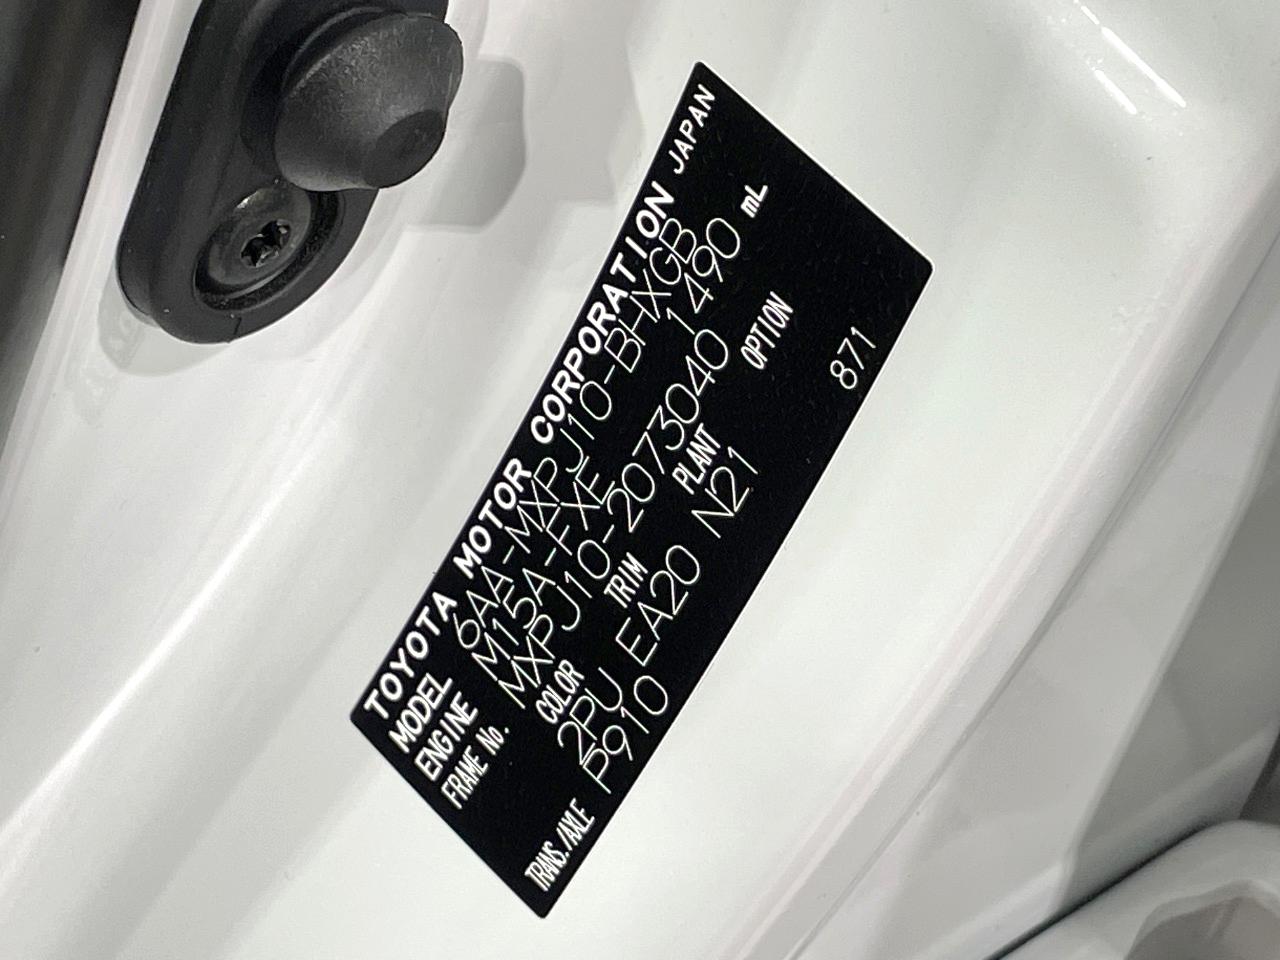 TOYOTA MOTOR CORPORATION JAPAN
MODEL 6AA-MXPJ10-BHXGB
ENGINE M15A-FXE 1490 mL
FRAME No. MXPJ10-2073040
COLOR TRIM PLANT OPTION
2PU EA20 N21
TRANS./AXLE P910 871